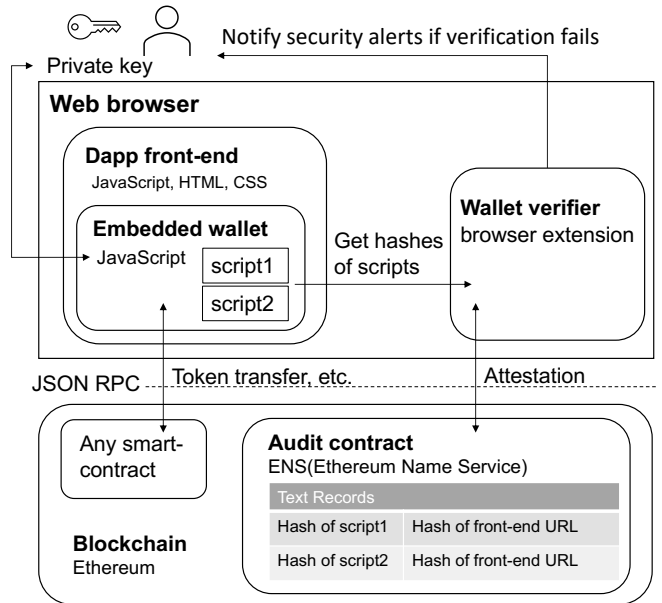 Notify security alerts if verification fails
Private key
Web browser
Dapp front-end
JavaScript, HTML, CSS
Embedded wallet
JavaScript
script1
script2
Get hashes
of scripts
Wallet verifier
browser extension
JSON RPC
Token transfer, etc.
Attestation
Any smart-
contract
Blockchain
Ethereum
Audit contract
ENS(Ethereum Name Service)
Text Records
Hash of script1 Hash of front-end URL
Hash of script2 Hash of front-end URL